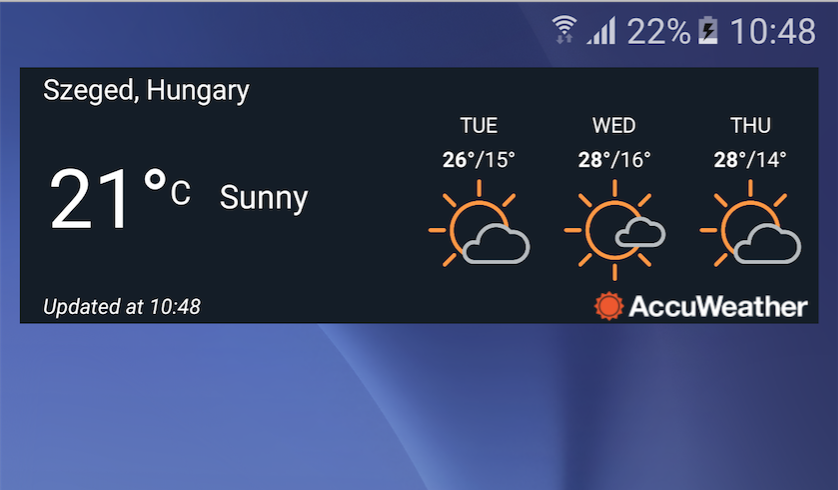 22% 10:48
Szeged, Hungary
21°C Sunny
TUE WED THU
26°/15° 28°/16° 28°/14°
Updated at 10:48
AccuWeather